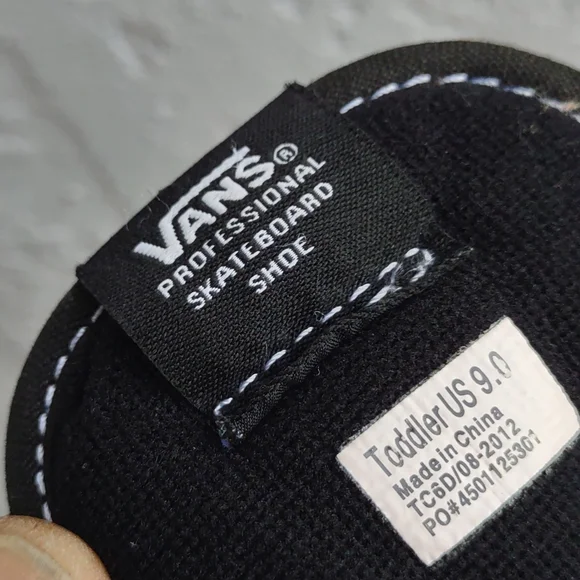 VANS®
PROFESSIONAL
SKATEBOARD
SHOE
Toddler US 9.0
Made in China
TC6D/08-2012
PO#4501125301